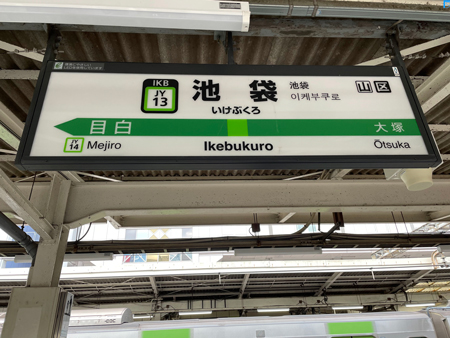 IKB
JY
13
池袋
いけぶくろ
池袋
이케부쿠로
山 区
目白
大塚
JY
14
Mejiro
Ikebukuro
Ōtsuka